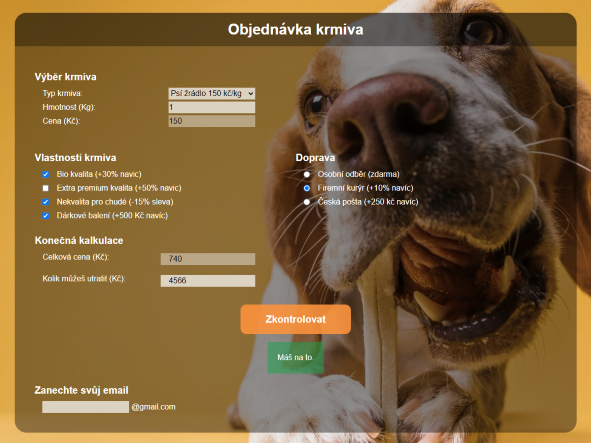 Objednávka krmiva
Výběr krmiva
Typ krmiva: Psí žrádlo 150 kč/kg
Hmotnost (Kg): 1
Cena (Kč): 150
Vlastnosti krmiva
Bio kvalita (+30% navíc)
Extra premium kvalita (+50% navíc)
Nekvalita pro chudé (-15% sleva)
Dárkové balení (+500 Kč navíc)
Doprava
Osobní odběr (zdarma)
Firemní kurýr (+10% navíc)
Česká pošta (+250 kč navíc)
Konečná kalkulace
Celková cena (Kč): 740
Kolik můžeš utratit (Kč): 4566
Zkontrolovat
Máš na to.
Zanechte svůj email
@gmail.com